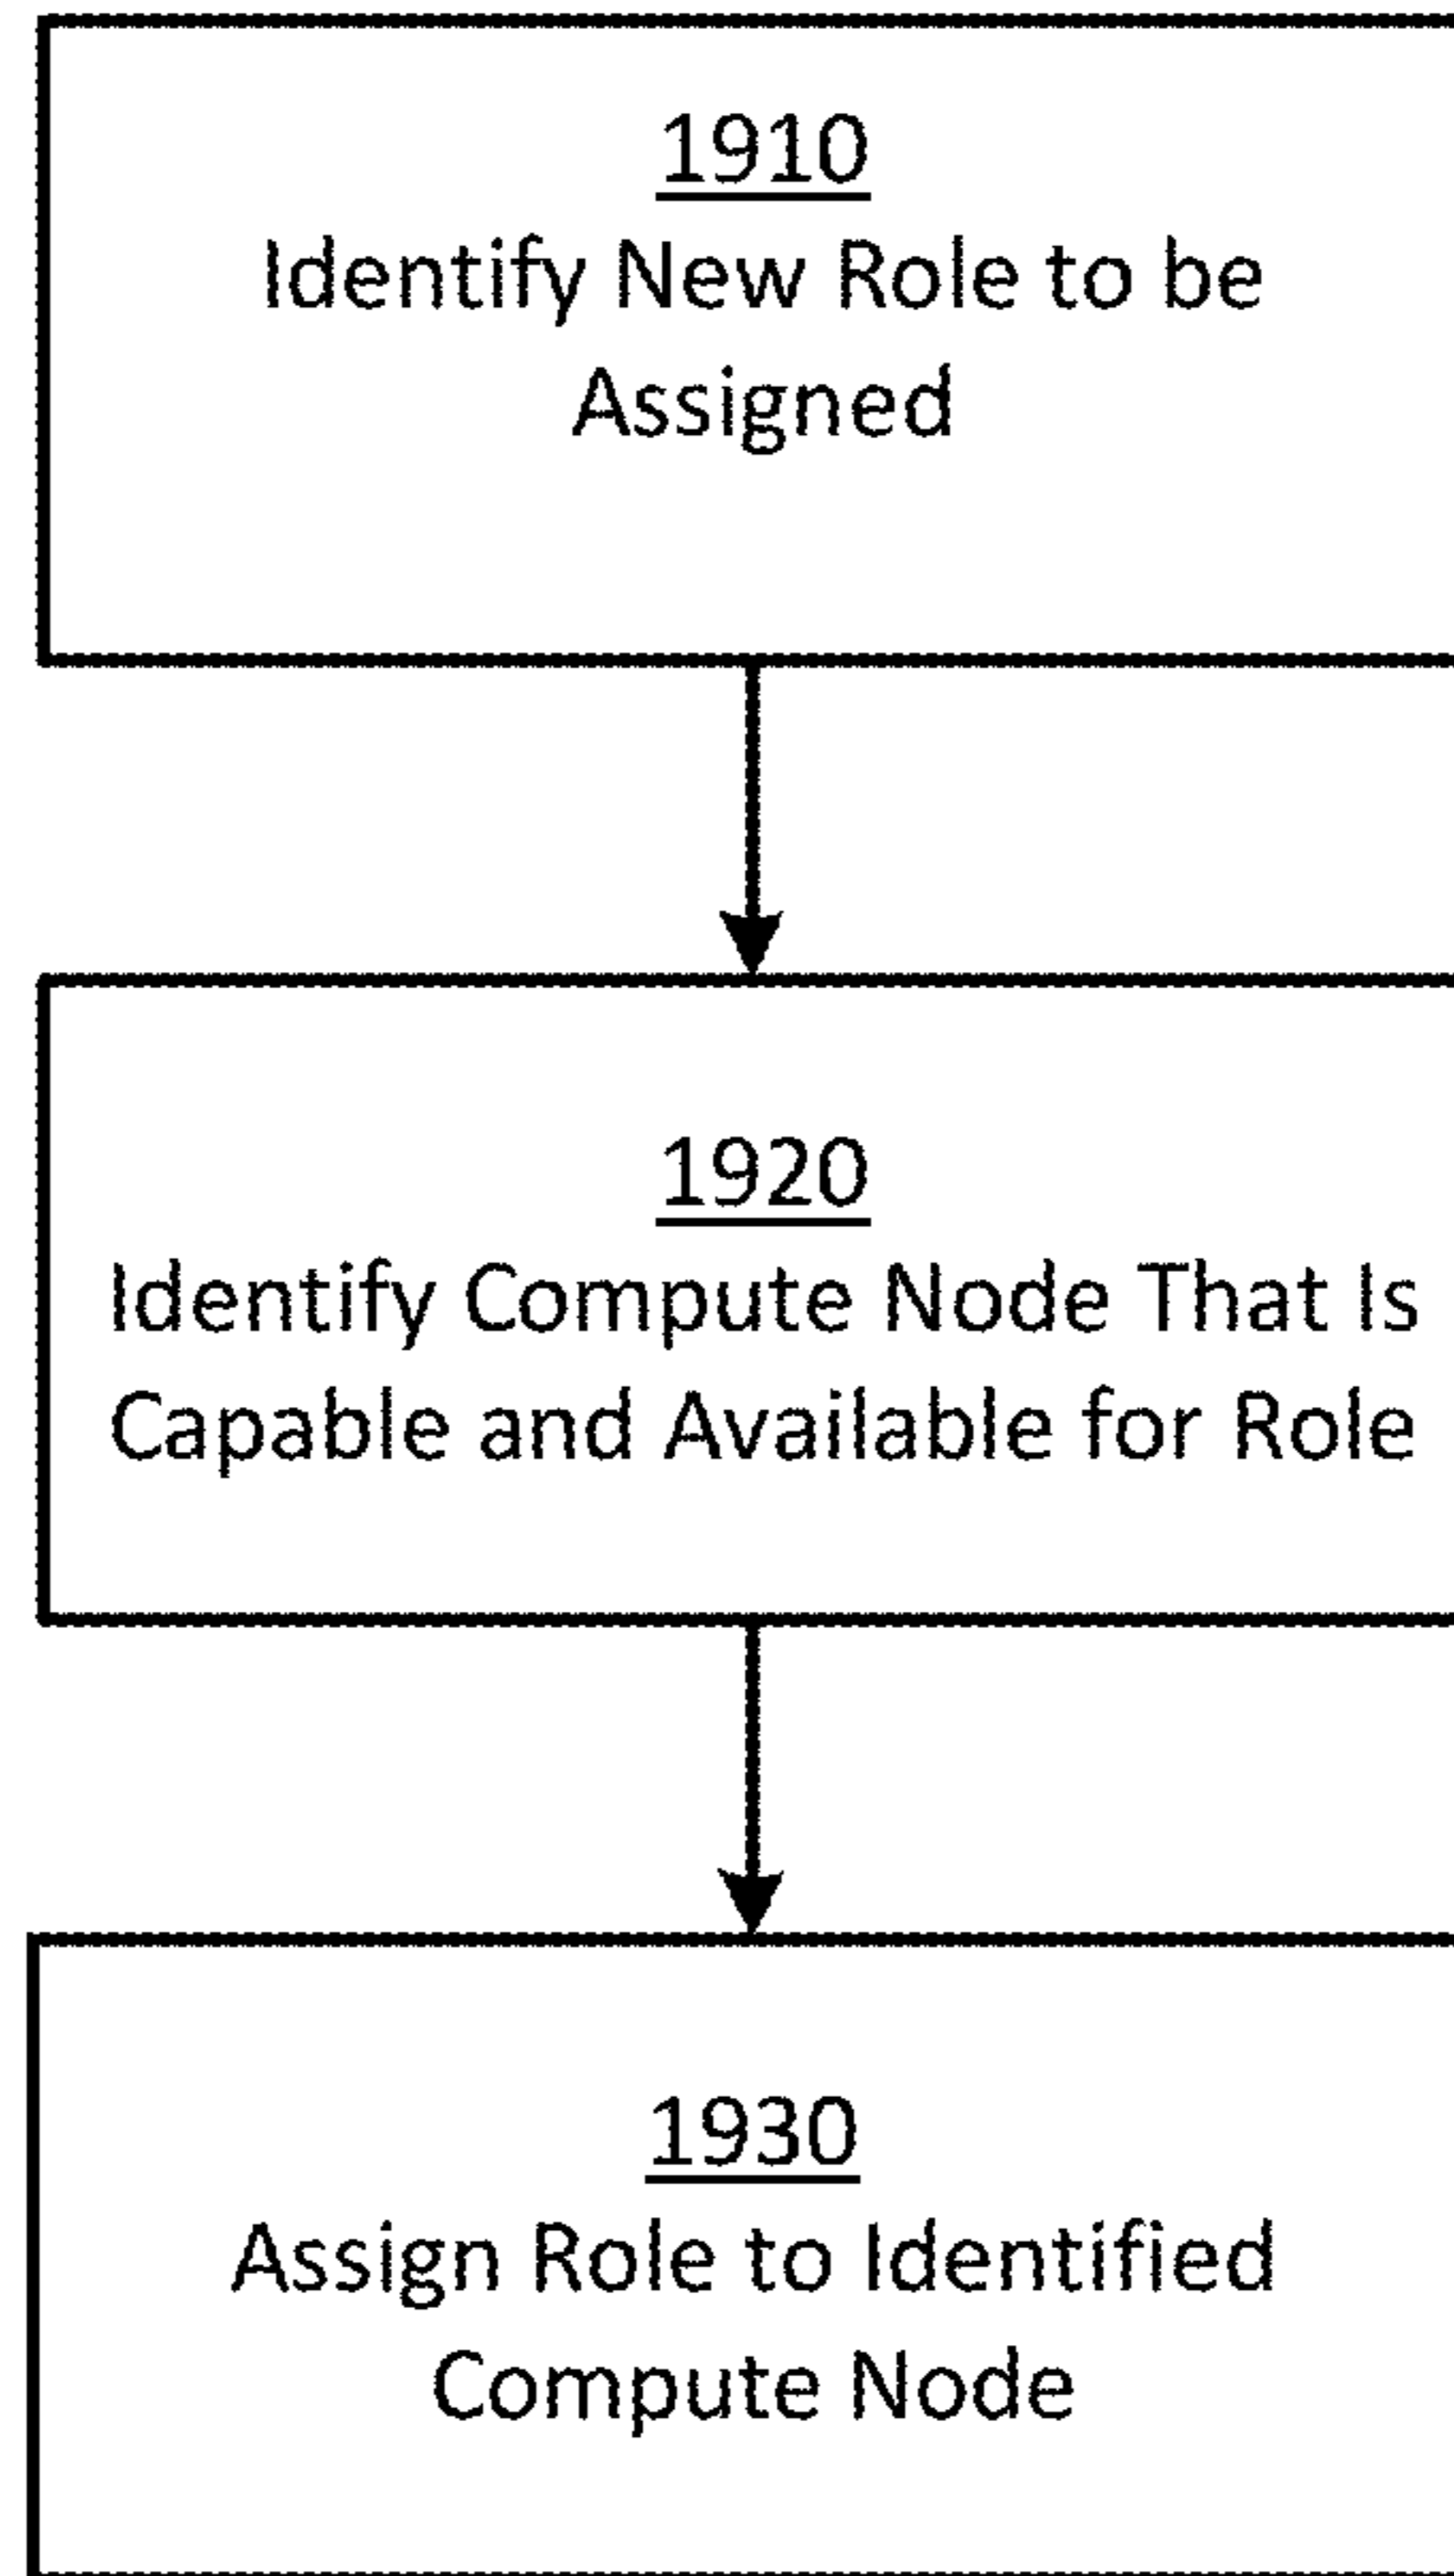 1910
Identify New Role to be
Assigned
1920
Identify Compute Node That Is
Capable and Available for Role
1930
Assign Role to Identified
Compute Node